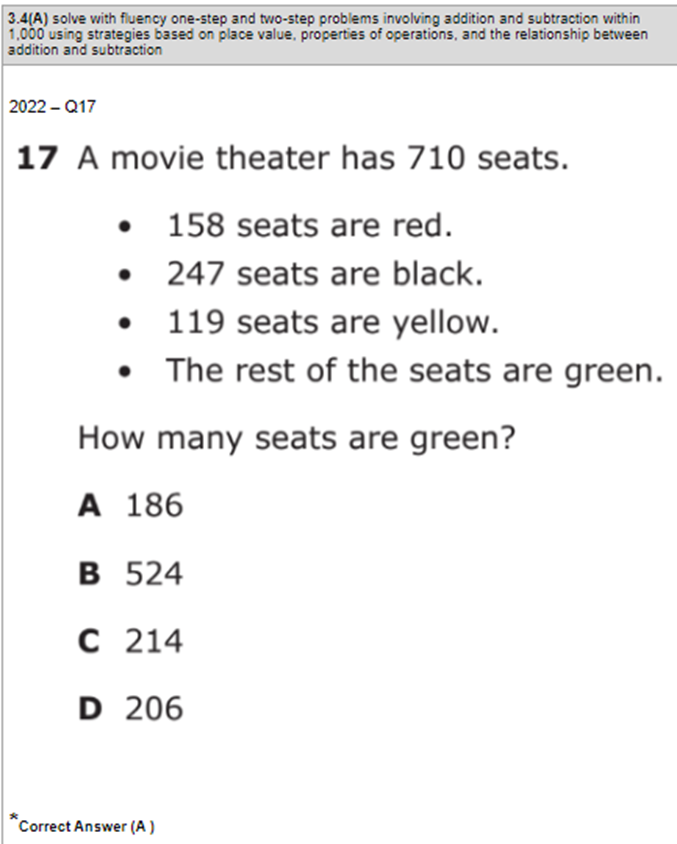 3.4(A) solve with fluency one-step and two-step problems involving addition and subtraction within
1,000 using strategies based on place value, properties of operations, and the relationship between
addition and subtraction
2022 – Q17
17 A movie theater has 710 seats.
• 158 seats are red.
• 247 seats are black.
• 119 seats are yellow.
• The rest of the seats are green.
How many seats are green?
A 186
B 524
C 214
D 206
*Correct Answer (A )